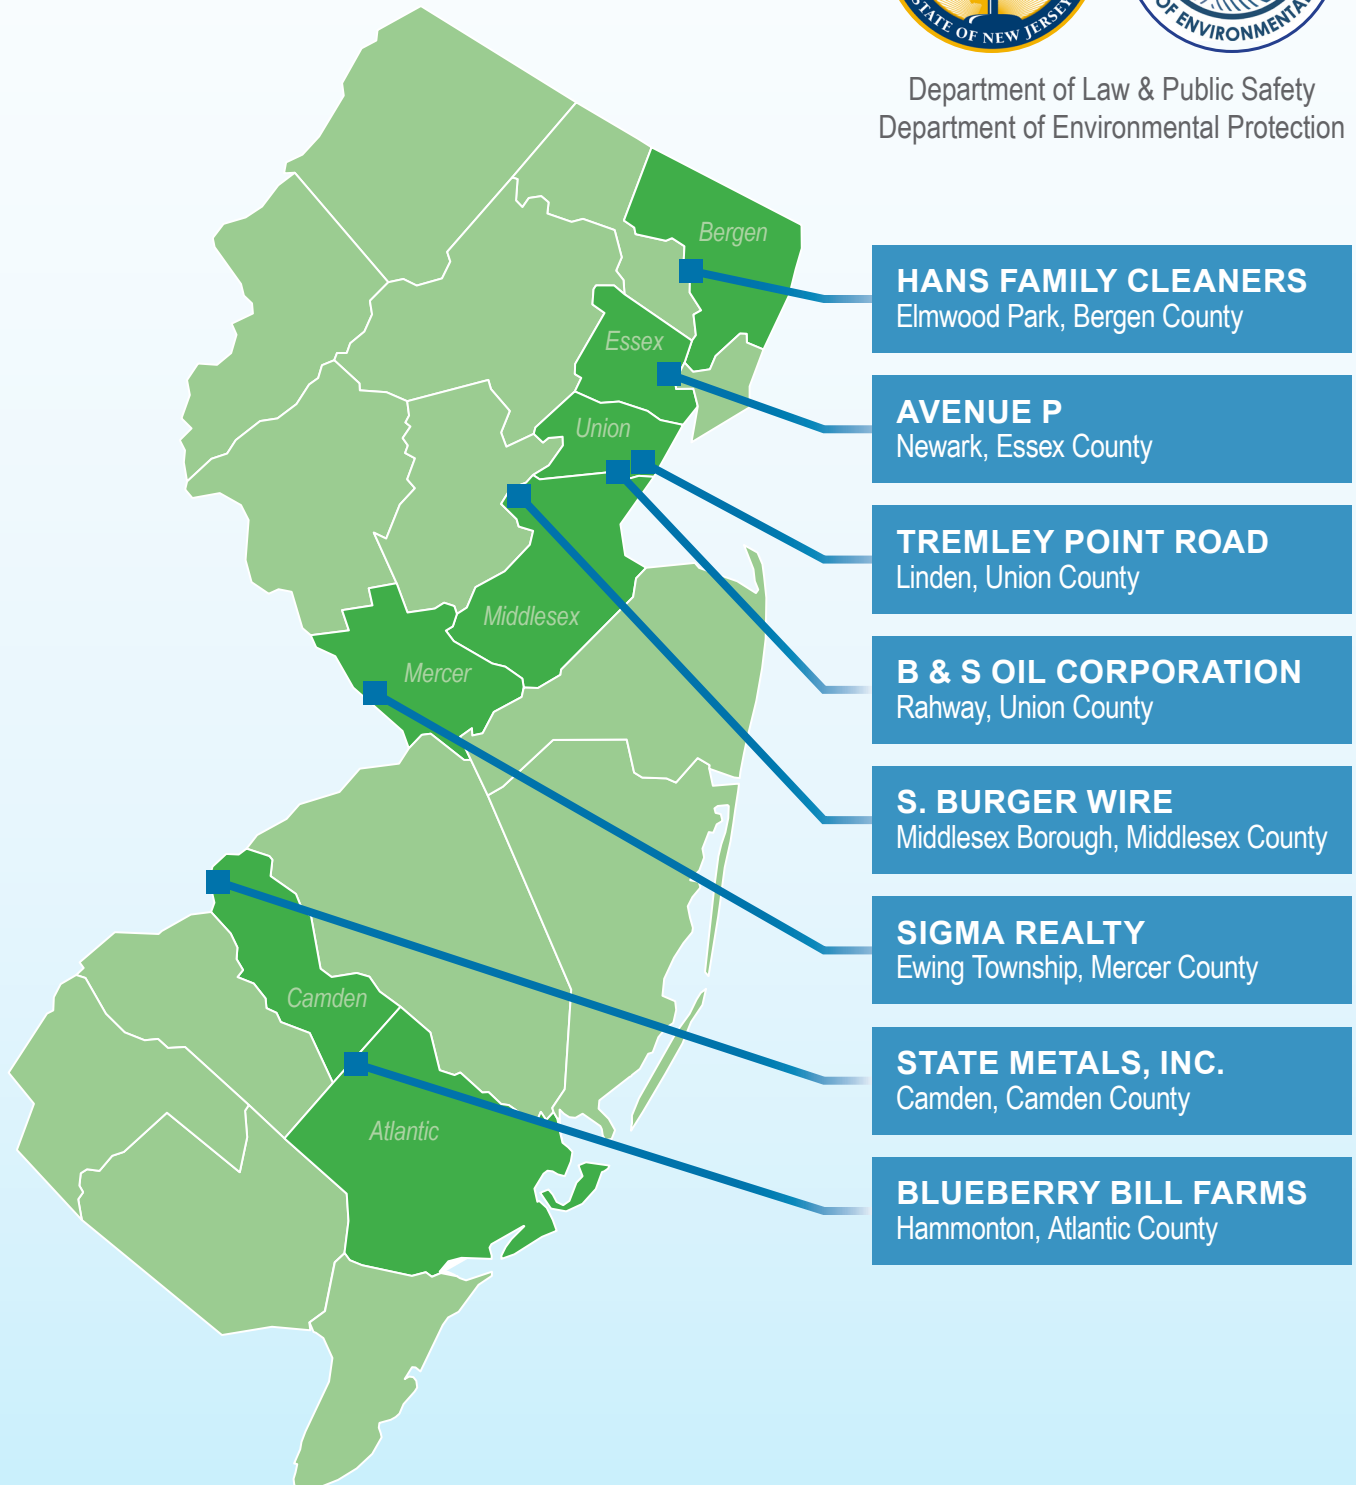 STATE OF NEW JERSEY
OF ENVIRONMENTAL
Department of Law & Public Safety
Department of Environmental Protection
Bergen
HANS FAMILY CLEANERS
Elmwood Park, Bergen County
Essex
AVENUE P
Newark, Essex County
Union
TREMLEY POINT ROAD
Linden, Union County
Middlesex
B & S OIL CORPORATION
Rahway, Union County
Mercer
S. BURGER WIRE
Middlesex Borough, Middlesex County
SIGMA REALTY
Ewing Township, Mercer County
Camden
STATE METALS, INC.
Camden, Camden County
Atlantic
BLUEBERRY BILL FARMS
Hammonton, Atlantic County